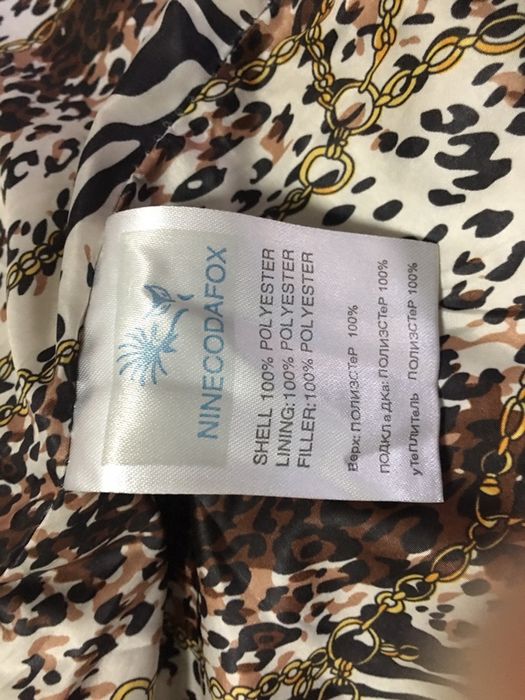 NINECODAFOX
SHELL 100% POLYESTER
LINING:100% POLYESTER
FILLER:100% POLYESTER
Верх: ПОЛИЭСТеР 100%
ПОДКЛаДКа: ПОЛИЭСТеР 100%
утеПЛИТеЛЬ ПОЛИЭСТеР 100%